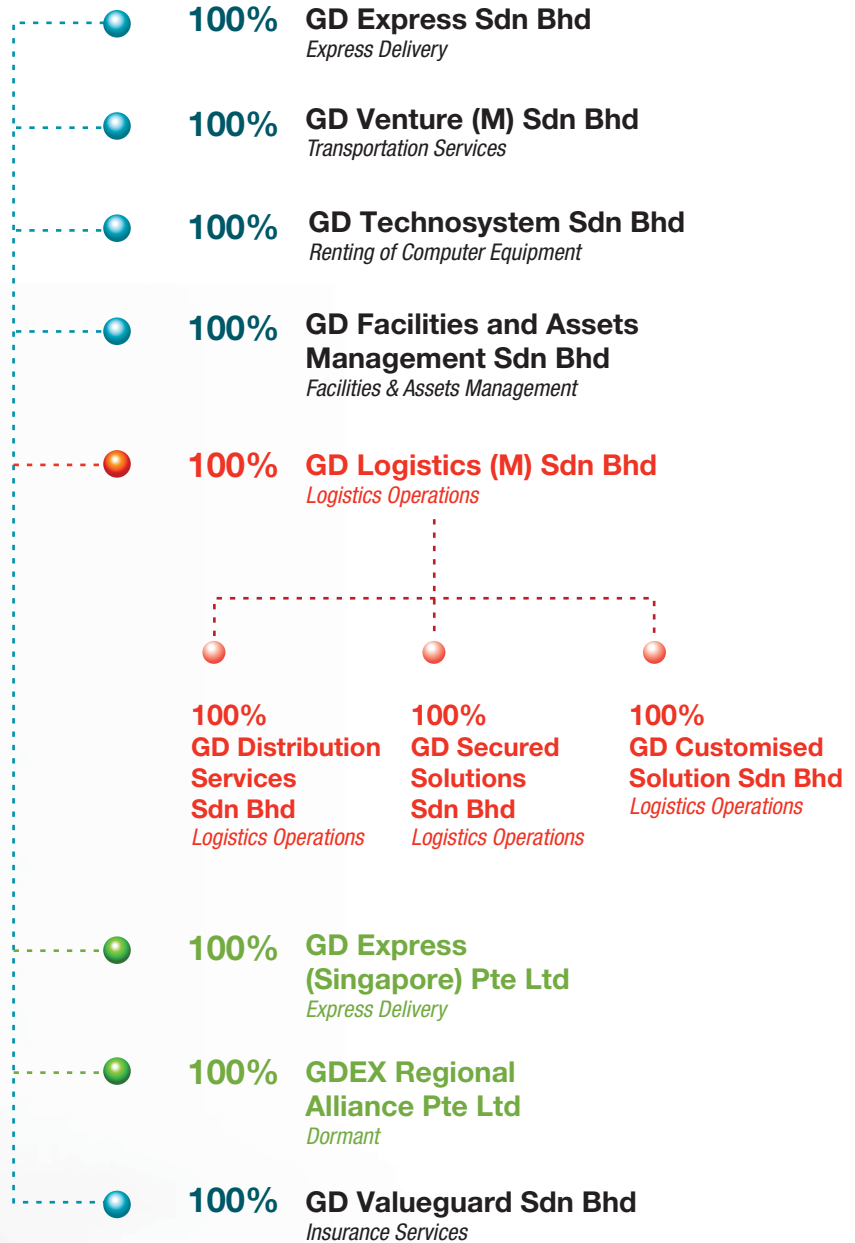 100% GD Express Sdn Bhd
Express Delivery
100% GD Venture (M) Sdn Bhd
Transportation Services
100% GD Technosystem Sdn Bhd
Renting of Computer Equipment
100% GD Facilities and Assets
Management Sdn Bhd
Facilities & Assets Management
100% GD Logistics (M) Sdn Bhd
Logistics Operations
100%
GD Distribution
Services
Sdn Bhd
Logistics Operations
100%
GD Secured
Solutions
Sdn Bhd
Logistics Operations
100%
GD Customised
Solution Sdn Bhd
Logistics Operations
100% GD Express
(Singapore) Pte Ltd
Express Delivery
100% GDEX Regional
Alliance Pte Ltd
Dormant
100% GD Valueguard Sdn Bhd
Insurance Services